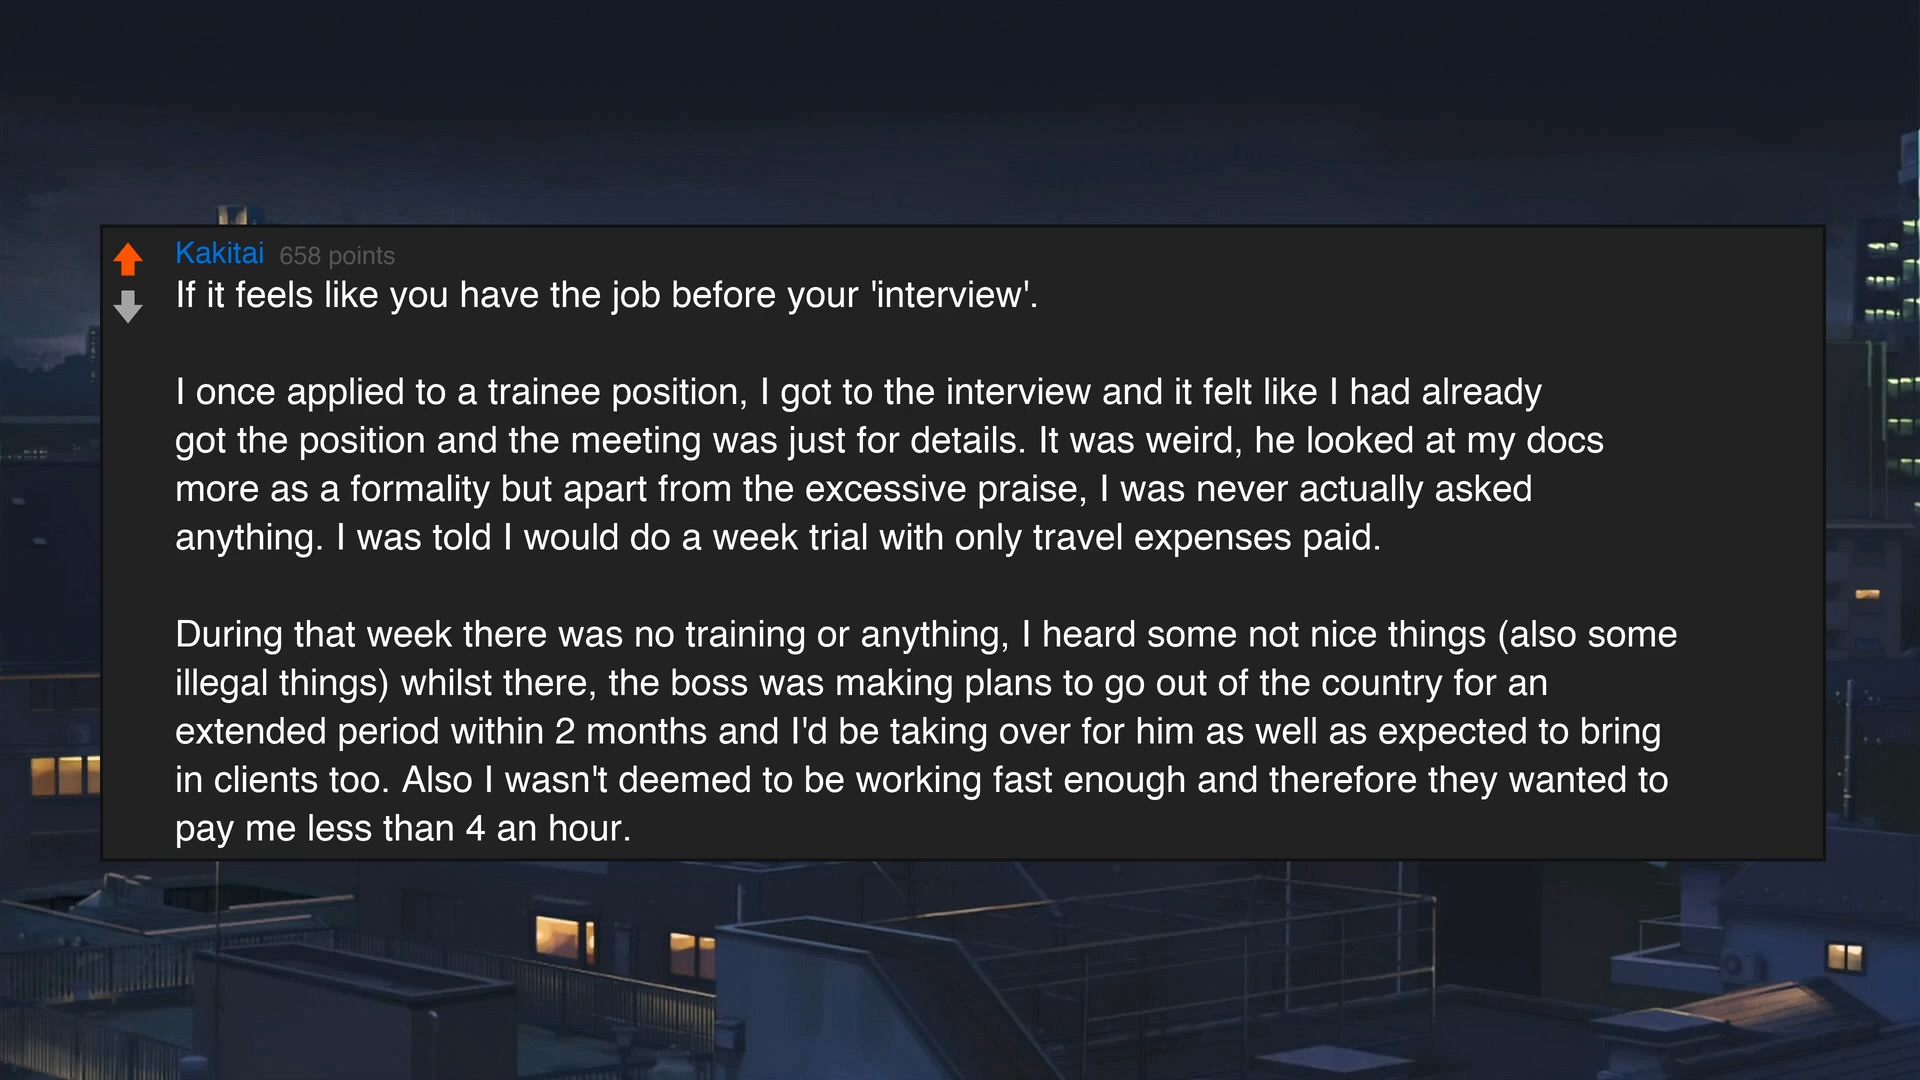 Kakitai 658 points
If it feels like you have the job before your 'interview'.
I once applied to a trainee position, I got to the interview and it felt like I had already
got the position and the meeting was just for details. It was weird, he looked at my docs
more as a formality but apart from the excessive praise, I was never actually asked
anything. I was told I would do a week trial with only travel expenses paid.
During that week there was no training or anything, I heard some not nice things (also some
illegal things) whilst there, the boss was making plans to go out of the country for an
extended period within 2 months and I'd be taking over for him as well as expected to bring
in clients too. Also I wasn't deemed to be working fast enough and therefore they wanted to
pay me less than 4 an hour.